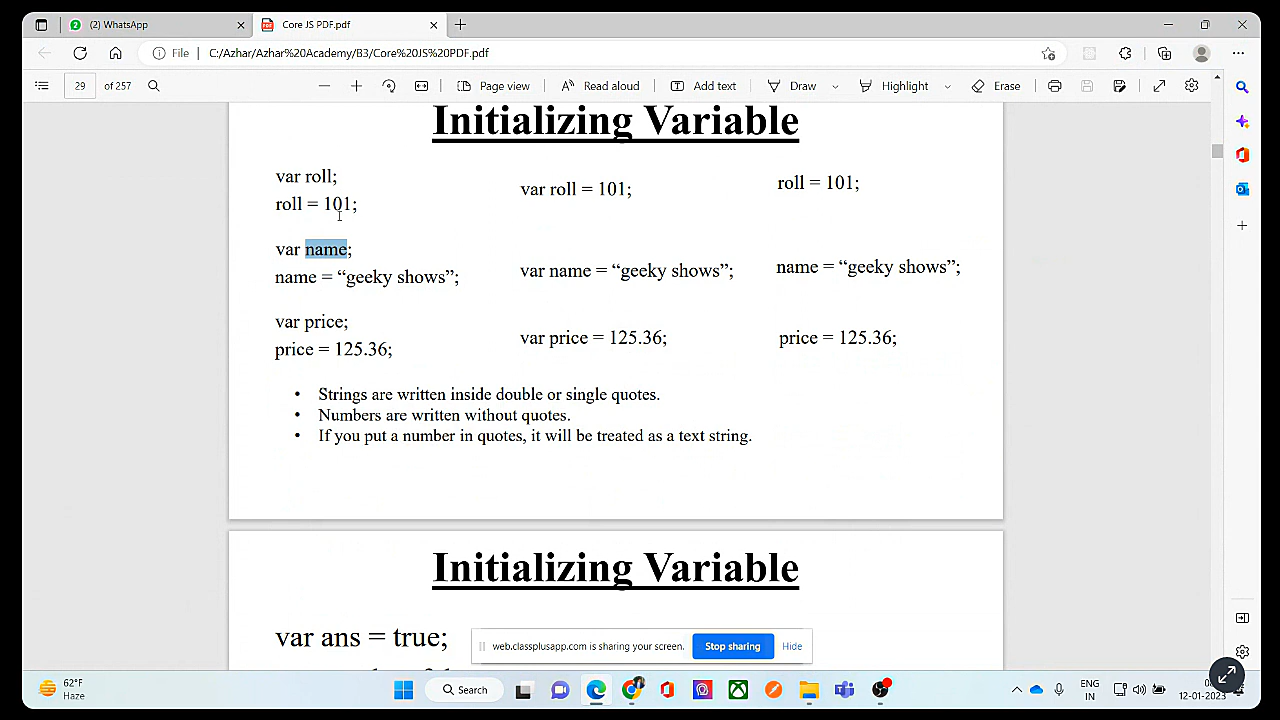 (2) WhatsApp
Core JS PDF.pdf
File
C:/Azhar/Azhar%20Academy/B3/Core%20JS%20PDF.pdf
29 of 257
Page view
Read aloud
Add text
Draw
Highlight
Erase
Initializing Variable
var roll;
roll = 101;
var roll = 101;
roll = 101;
var name;
name = “geeky shows”;
var name = “geeky shows”;
name = “geeky shows”;
var price;
price = 125.36;
var price = 125.36;
price = 125.36;
• Strings are written inside double or single quotes.
• Numbers are written without quotes.
• If you put a number in quotes, it will be treated as a text string.
Initializing Variable
var ans = true;
web.classplusapp.com is sharing your screen.
Stop sharing
Hide
62°F
Haze
Search
ENG
IN
12-01-2023